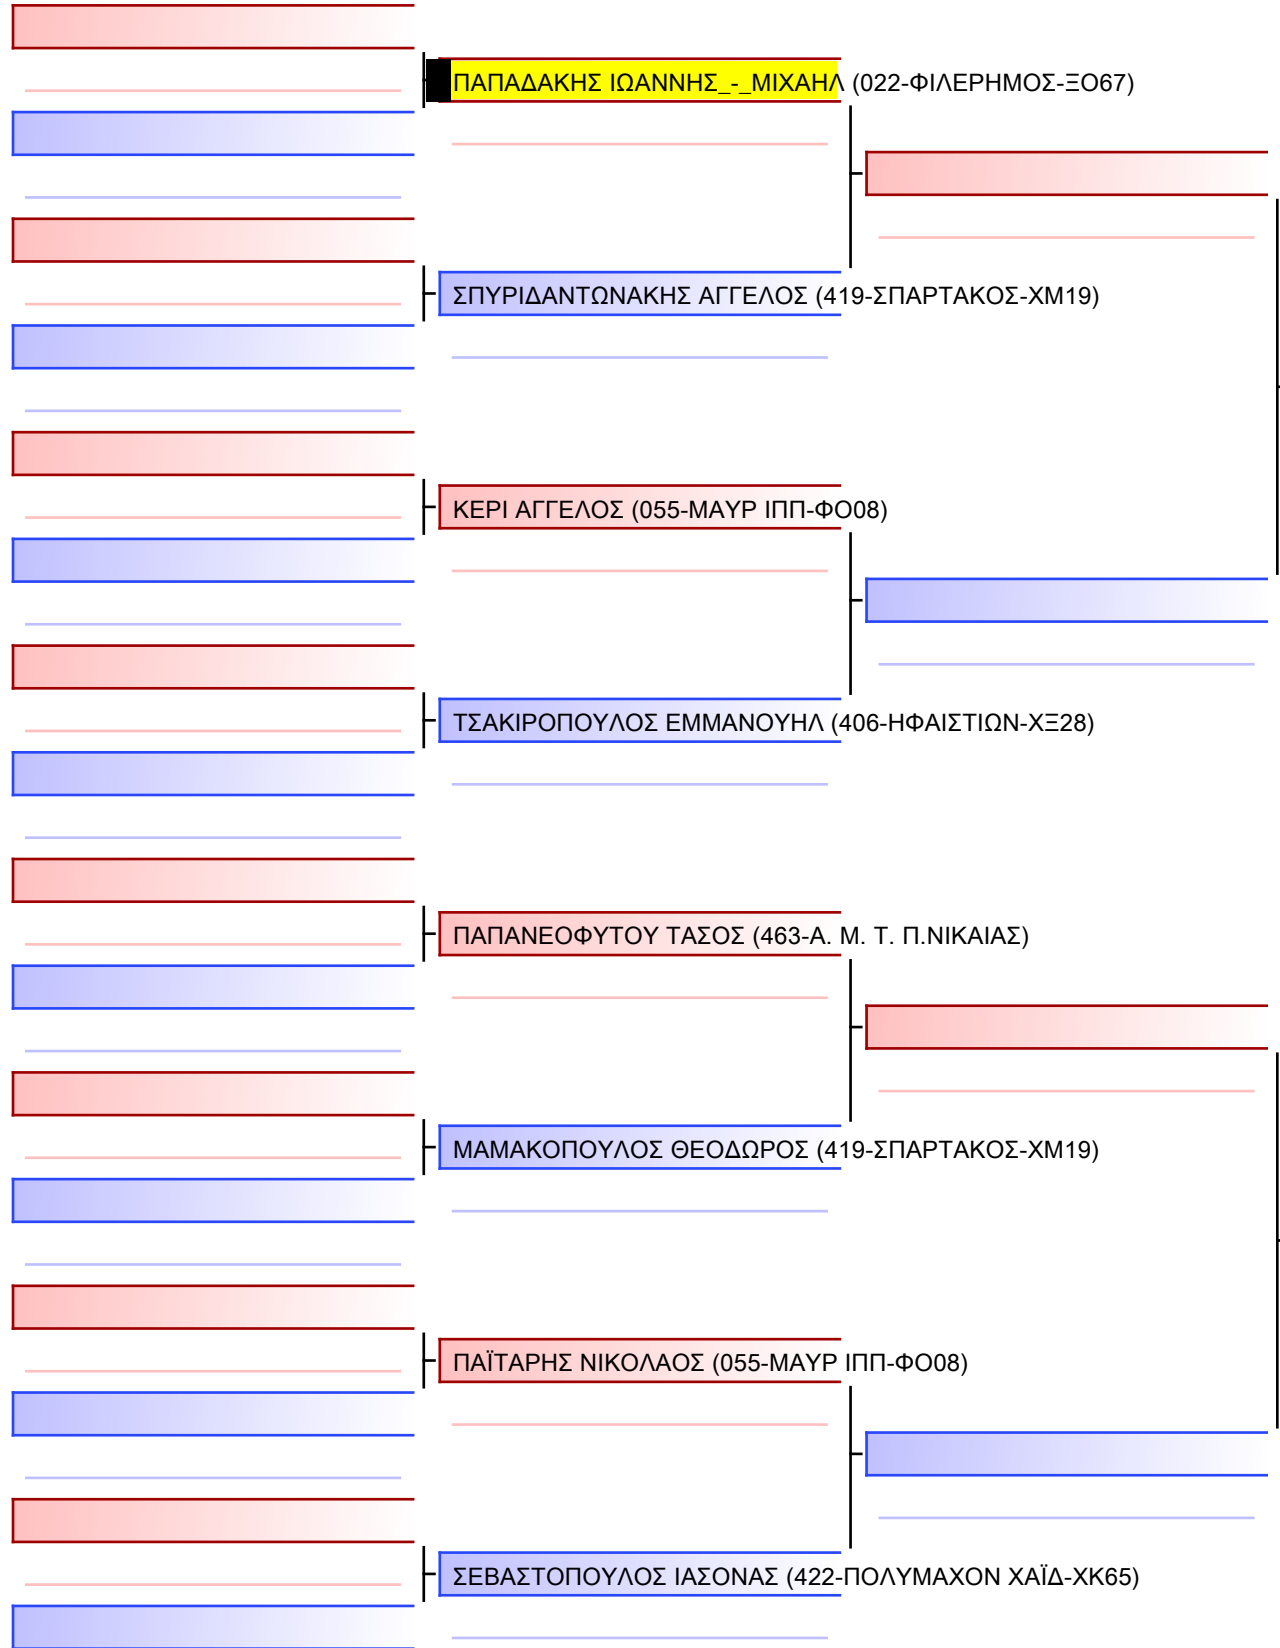 ΠΑΠΑΔΑΚΗΣ ΙΩΑΝΝΗΣ_-_ΜΙΧΑΗΛ (022-ΦΙΛΕΡΗΜΟΣ-ΞΟ67)
ΣΠΥΡΙΔΑΝΤΩΝΑΚΗΣ ΑΓΓΕΛΟΣ (419-ΣΠΑΡΤΑΚΟΣ-ΧΜ19)
ΚΕΡΙ ΑΓΓΕΛΟΣ (055-ΜΑΥΡ ΙΠΠ-ΦΟ08)
ΤΣΑΚΙΡΟΠΟΥΛΟΣ ΕΜΜΑΝΟΥΗΛ (406-ΗΦΑΙΣΤΙΩΝ-ΧΞ28)
ΠΑΠΑΝΕΟΦΥΤΟΥ ΤΑΣΟΣ (463-Α. Μ. Τ. Π.ΝΙΚΑΙΑΣ)
ΜΑΜΑΚΟΠΟΥΛΟΣ ΘΕΟΔΩΡΟΣ (419-ΣΠΑΡΤΑΚΟΣ-ΧΜ19)
ΠΑΪΤΑΡΗΣ ΝΙΚΟΛΑΟΣ (055-ΜΑΥΡ ΙΠΠ-ΦΟ08)
ΣΕΒΑΣΤΟΠΟΥΛΟΣ ΙΑΣΟΝΑΣ (422-ΠΟΛΥΜΑΧΟΝ ΧΑΪΔ-ΧΚ65)